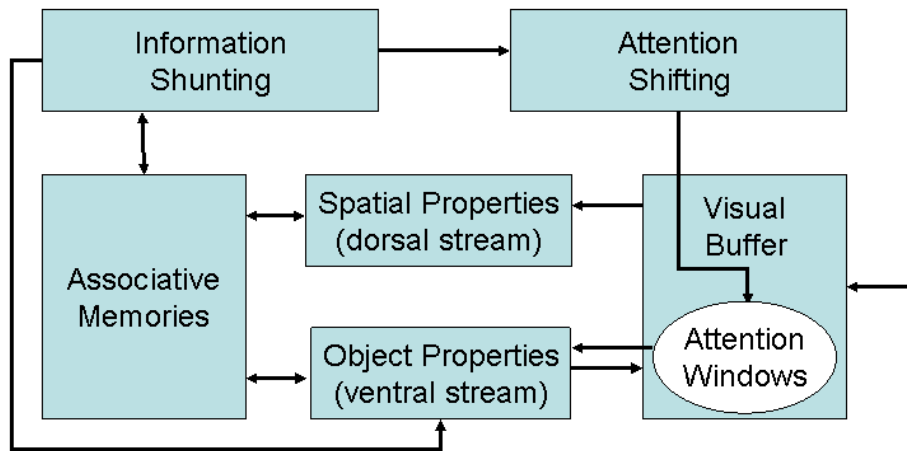 Information
Shunting
Attention
Shifting
Spatial Properties
(dorsal stream)
Visual
Buffer
Associative
Memories
Object Properties
(ventral stream)
Attention
Windows